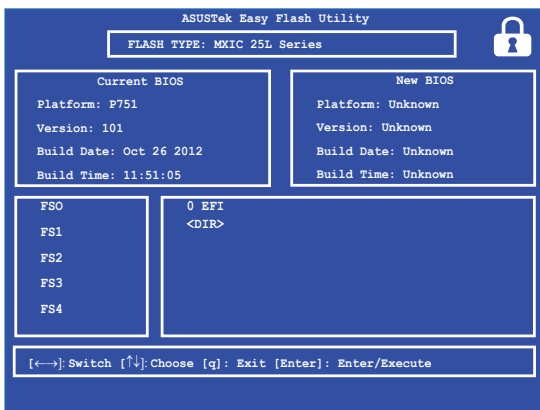 ASUSTek Easy Flash Utility
FLASH TYPE: MXIC 25L Series
Current BIOS
Platform: P751
Version: 101
Build Date: Oct 26 2012
Build Time: 11:51:05
New BIOS
Platform: Unknown
Version: Unknown
Build Date: Unknown
Build Time: Unknown
FSO
FS1
FS2
FS3
FS4
0 EFI
<DIR>
[←→]: Switch [↑↓]: Choose [q]: Exit [Enter]: Enter/Execute